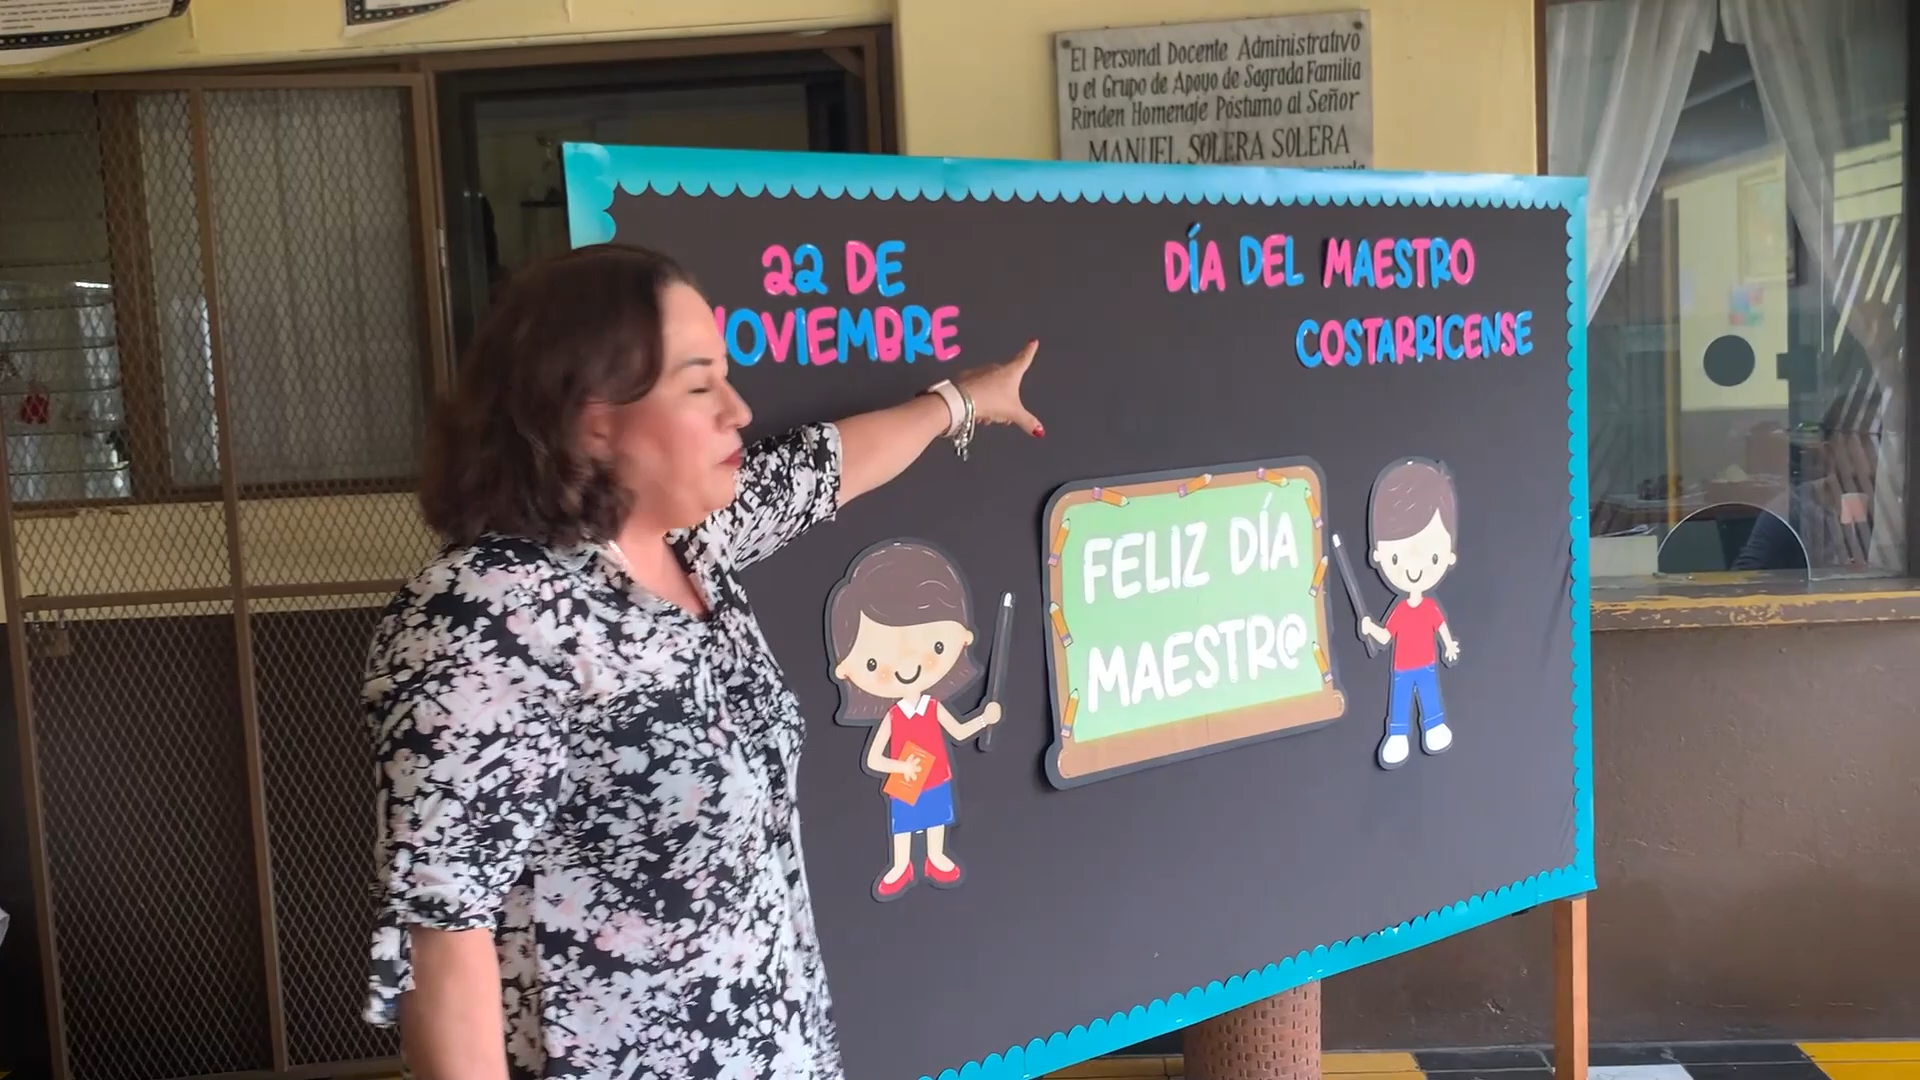 El Personal Docente Administrativo
y el Grupo de Apoyo de Sagrada Familia
Rinden Homenaje Póstumo al Señor
MANUEL SOLERA SOLERA
22 DE
NOVIEMBRE
DÍA DEL MAESTRO
COSTARRICENSE
FELIZ DÍA
MAESTR@